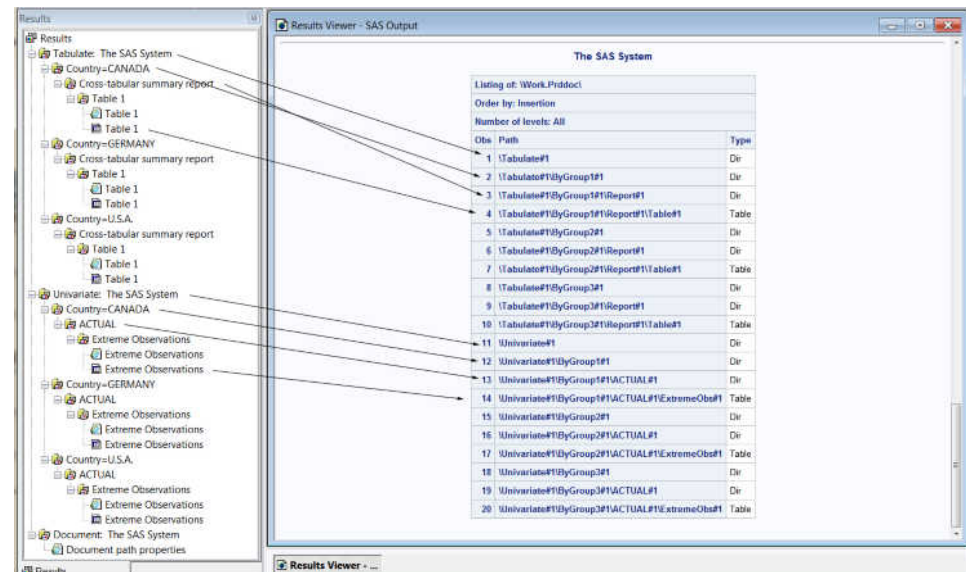 Results
Results
Tabulate: The SAS System
Country=CANADA
Cross-tabular summary report
Table 1
Table 1
Table 1
Country=GERMANY
Cross-tabular summary report
Table 1
Table 1
Table 1
Country=U.S.A.
Cross-tabular summary report
Table 1
Table 1
Table 1
Univariate: The SAS System
Country=CANADA
ACTUAL
Extreme Observations
Extreme Observations
Extreme Observations
Country=GERMANY
ACTUAL
Extreme Observations
Extreme Observations
Extreme Observations
Country=U.S.A.
ACTUAL
Extreme Observations
Extreme Observations
Extreme Observations
Document: The SAS System
Document path properties
Results
Results Viewer - SAS Output
The SAS System
Listing of: \Work.Prddoc\
Order by: Insertion
Number of levels: All
Obs Path Type
1 \Tabulate#1 Dir
2 \Tabulate#1\ByGroup1#1 Dir
3 \Tabulate#1\ByGroup1#1\Report#1 Dir
4 \Tabulate#1\ByGroup1#1\Report#1\Table#1 Table
5 \Tabulate#1\ByGroup2#1 Dir
6 \Tabulate#1\ByGroup2#1\Report#1 Dir
7 \Tabulate#1\ByGroup2#1\Report#1\Table#1 Table
8 \Tabulate#1\ByGroup3#1 Dir
9 \Tabulate#1\ByGroup3#1\Report#1 Dir
10 \Tabulate#1\ByGroup3#1\Report#1\Table#1 Table
11 \Univariate#1 Dir
12 \Univariate#1\ByGroup1#1 Dir
13 \Univariate#1\ByGroup1#1\ACTUAL#1 Dir
14 \Univariate#1\ByGroup1#1\ACTUAL#1\ExtremeObs#1 Table
15 \Univariate#1\ByGroup2#1 Dir
16 \Univariate#1\ByGroup2#1\ACTUAL#1 Dir
17 \Univariate#1\ByGroup2#1\ACTUAL#1\ExtremeObs#1 Table
18 \Univariate#1\ByGroup3#1 Dir
19 \Univariate#1\ByGroup3#1\ACTUAL#1 Dir
20 \Univariate#1\ByGroup3#1\ACTUAL#1\ExtremeObs#1 Table
Results Viewer - ...